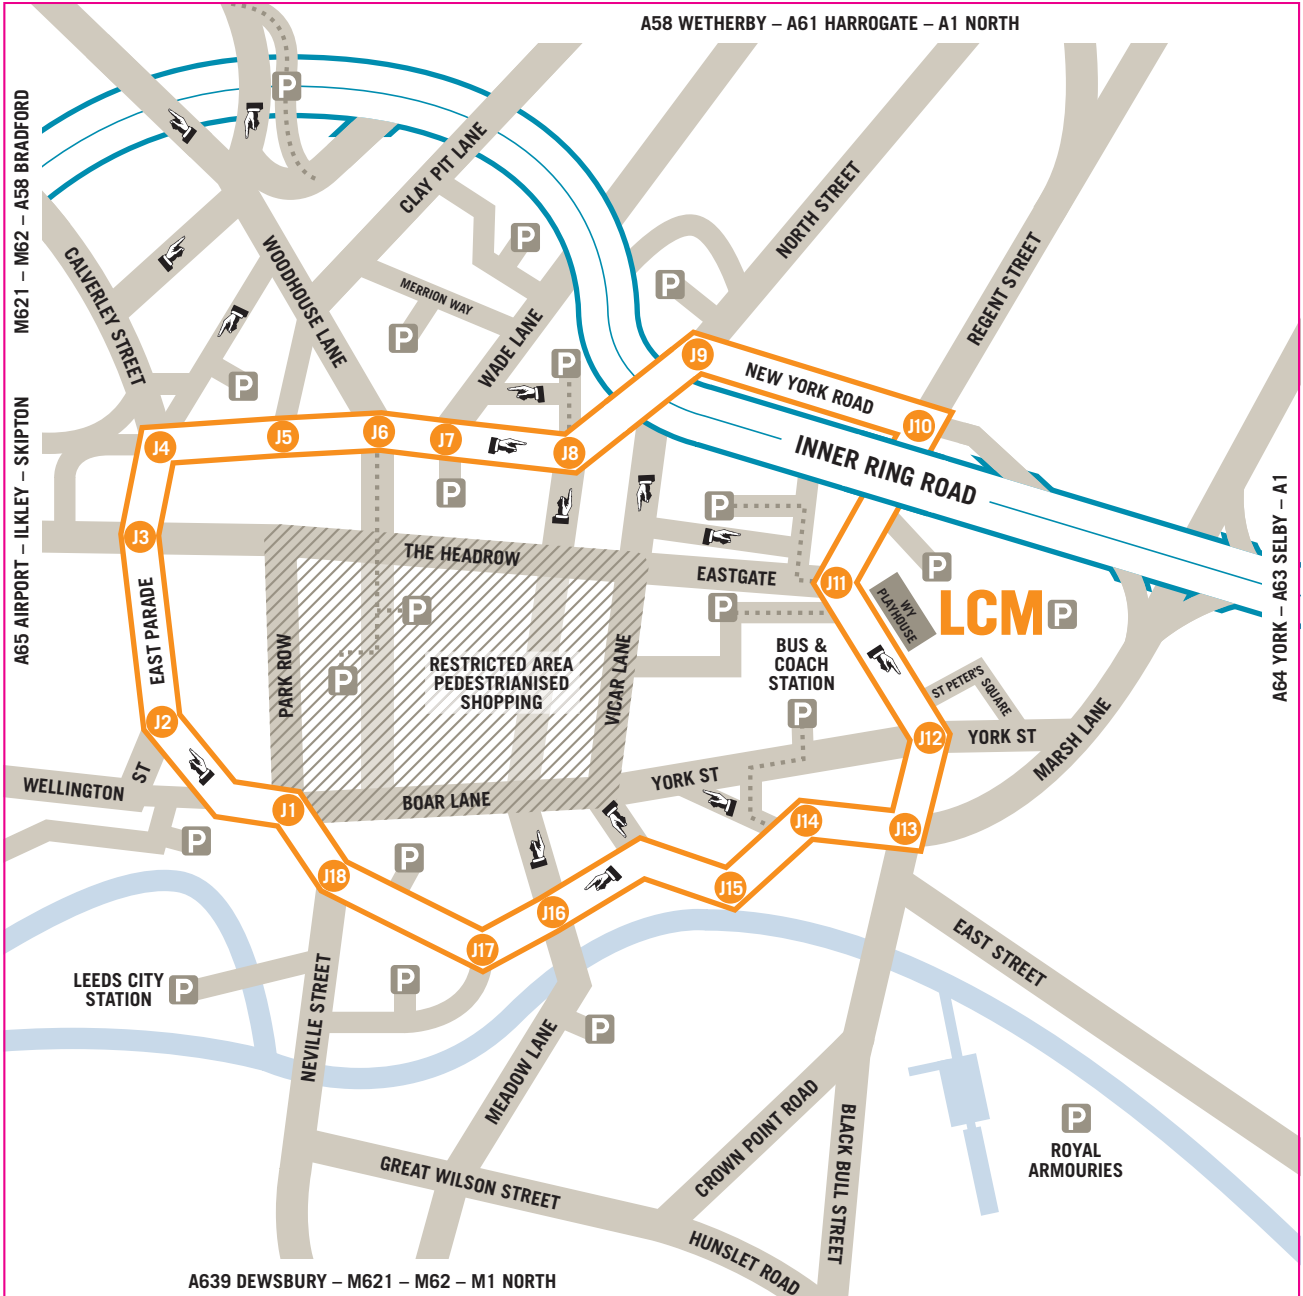 A58 WETHERBY – A61 HARROGATE – A1 NORTH
M621 – M62 – A58 BRADFORD
P
CLAY PIT LANE
NORTH STREET
P
CALVERLEY STREET
WOODHOUSE LANE
MERRION WAY
P
P
REGENT STREET
WADE LANE
P
P
P
J9
NEW YORK ROAD
A65 AIRPORT – ILKLEY – SKIPTON
J4
J5
J6
J7
J8
J10
INNER RING ROAD
P
P
A64 YORK – A63 SELBY – A1
J3
THE HEADROW
EASTGATE
J11
P
WY
PLAYHOUSE
LCM
P
P
P
EAST PARADE
PARK ROW
P
RESTRICTED AREA
PEDESTRIANISED
SHOPPING
VICAR LANE
BUS &
COACH
STATION
P
ST PETER'S
SQUARE
J2
J12
YORK ST
MARSH LANE
WELLINGTON
ST
J1
BOAR LANE
YORK ST
P
J14
J13
P
J18
J15
J16
J17
EAST STREET
LEEDS CITY
STATION
P
P
NEVILLE STREET
P
MEADOW LANE
CROWN POINT ROAD
BLACK BULL STREET
P
ROYAL
ARMOURIES
GREAT WILSON STREET
HUNSLET ROAD
A639 DEWSBURY – M621 – M62 – M1 NORTH